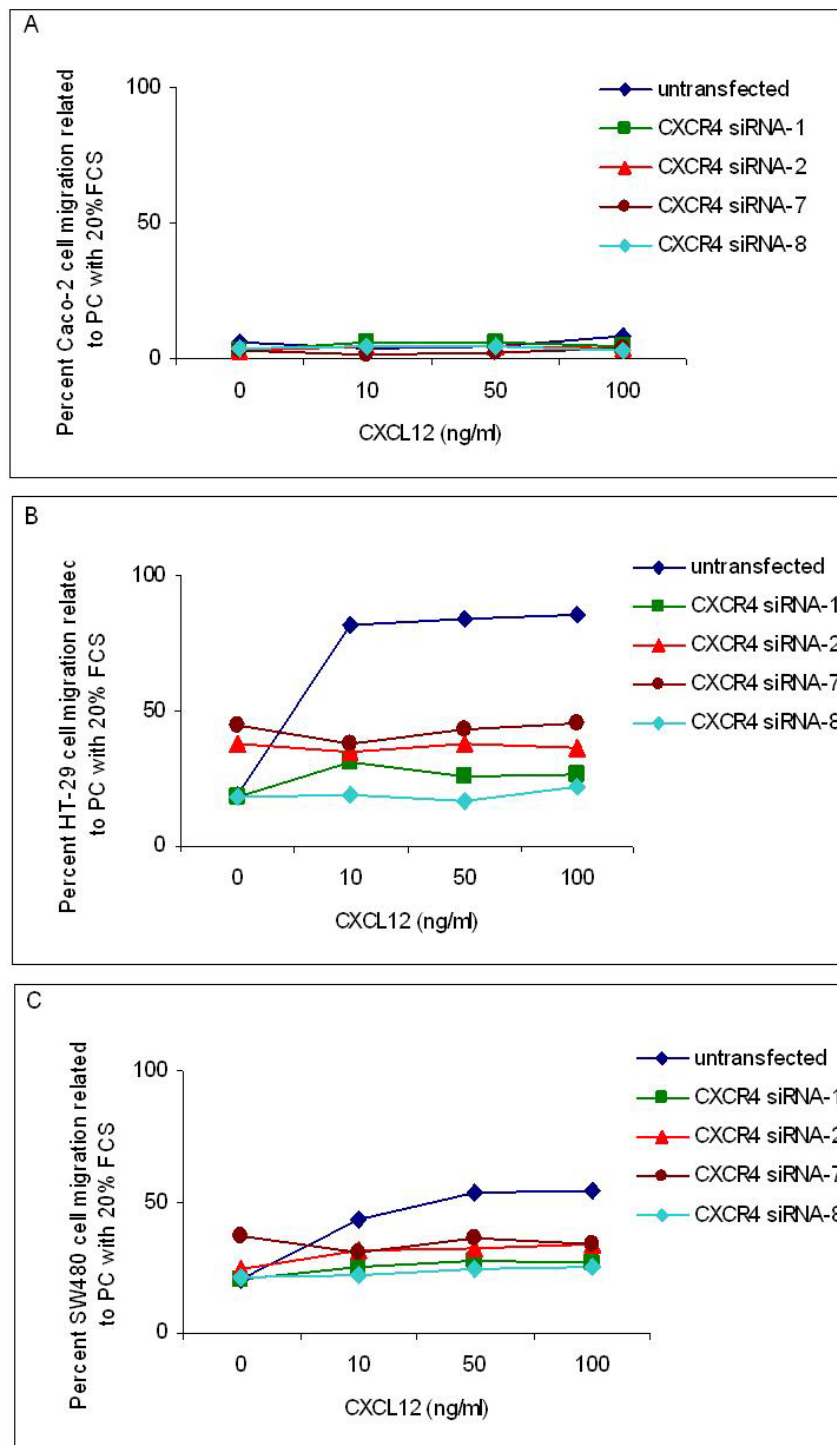 A
Percent Caco-2 cell migration related
to PC with 20%FCS
100
50
0
0 10 50 100
CXCL12 (ng/ml)
untransfected
CXCR4 siRNA-1
CXCR4 siRNA-2
CXCR4 siRNA-7
CXCR4 siRNA-8
B
Percent HT-29 cell migration related
to PC with 20% FCS
100
50
0
0 10 50 100
CXCL12 (ng/ml)
untransfected
CXCR4 siRNA-1
CXCR4 siRNA-2
CXCR4 siRNA-7
CXCR4 siRNA-8
C
Percent SW480 cell migration related
to PC with 20% FCS
100
50
0
0 10 50 100
CXCL12 (ng/ml)
untransfected
CXCR4 siRNA-1
CXCR4 siRNA-2
CXCR4 siRNA-7
CXCR4 siRNA-8